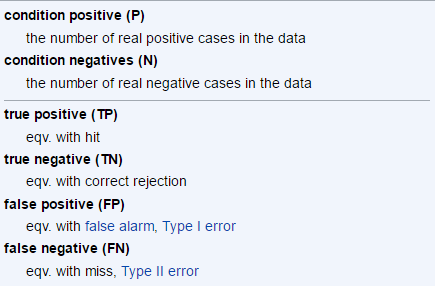 condition positive (P)
the number of real positive cases in the data
condition negatives (N)
the number of real negative cases in the data
true positive (TP)
eqv. with hit
true negative (TN)
eqv. with correct rejection
false positive (FP)
eqv. with false alarm, Type I error
false negative (FN)
eqv. with miss, Type II error